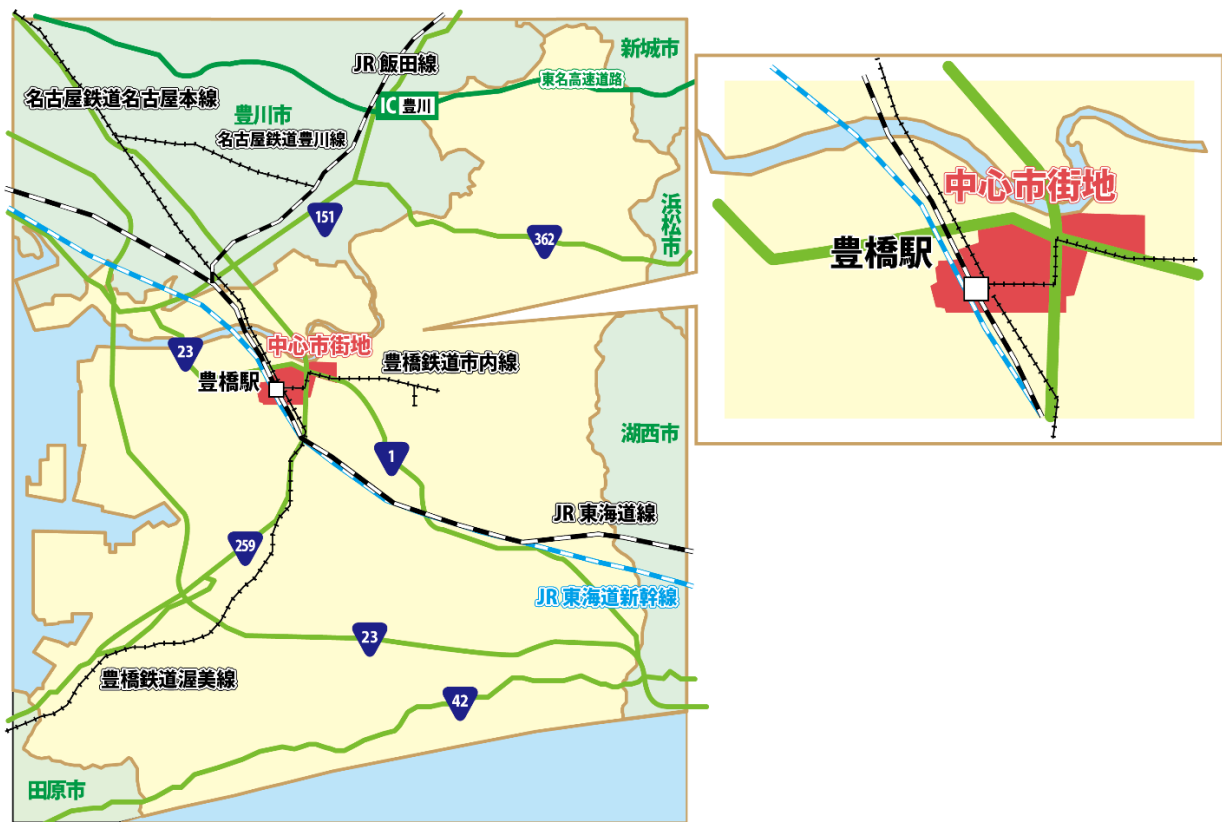 新城市
JR 飯田線
東名高速道路
名古屋鉄道名古屋本線
IC 豊川
豊川市
名古屋鉄道豊川線
151
浜松市
362
23
中心市街地
豊橋鉄道市内線
豊橋駅
湖西市
1
JR 東海道線
259
JR 東海道新幹線
23
豊橋鉄道渥美線
42
田原市
中心市街地
豊橋駅